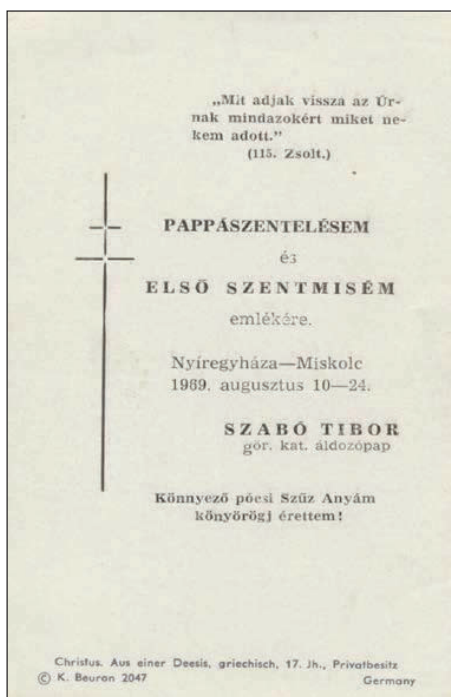 „Mit adjak vissza az Úr-
nak mindazokért miket ne-
kem adott."
(115. Zsolt.)
PAPPÁSZENTELÉSEM
és
ELSŐ SZENTMISÉM
emlékére.
Nyíregyháza—Miskolc
1969. augusztus 10—24.
SZABÓ TIBOR
gör. kat. áldozópap
Könnyező pócsi Szűz Anyám
könyörögj érettem!
Christus. Aus einer Deesis, griechisch, 17. Jh., Privatbesitz
© K. Beuron 2047 Germany